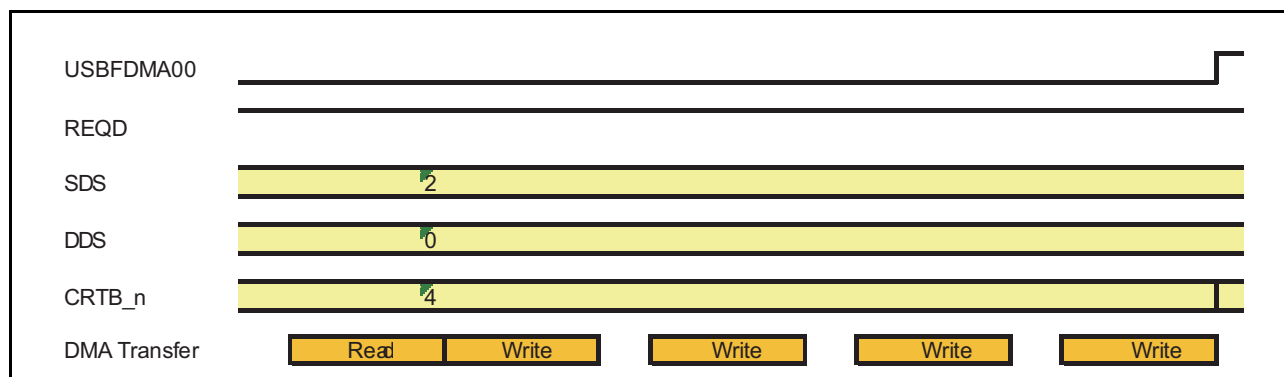 USBFDMA00
REQD
SDS 2
DDS 0
CRTB_n 4
DMA Transfer Read Write Write Write Write